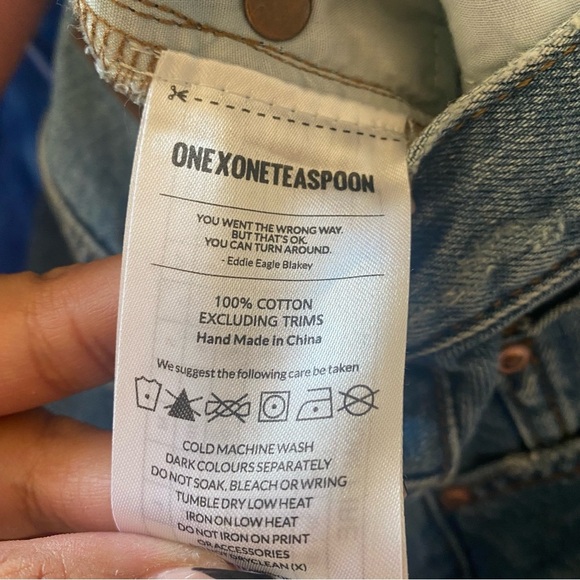 ONEXONETEASPOON
YOU WENT THE WRONG WAY.
BUT THAT'S OK.
YOU CAN TURN AROUND.
- Eddie Eagle Blakey
100% COTTON
EXCLUDING TRIMS
Hand Made in China
We suggest the following care be taken
COLD MACHINE WASH
DARK COLOURS SEPARATELY
DO NOT SOAK, BLEACH OR WRING
TUMBLE DRY LOW HEAT
IRON ON LOW HEAT
DO NOT IRON ON PRINT
OR ACCESSORIES
DRYCLEAN (X)